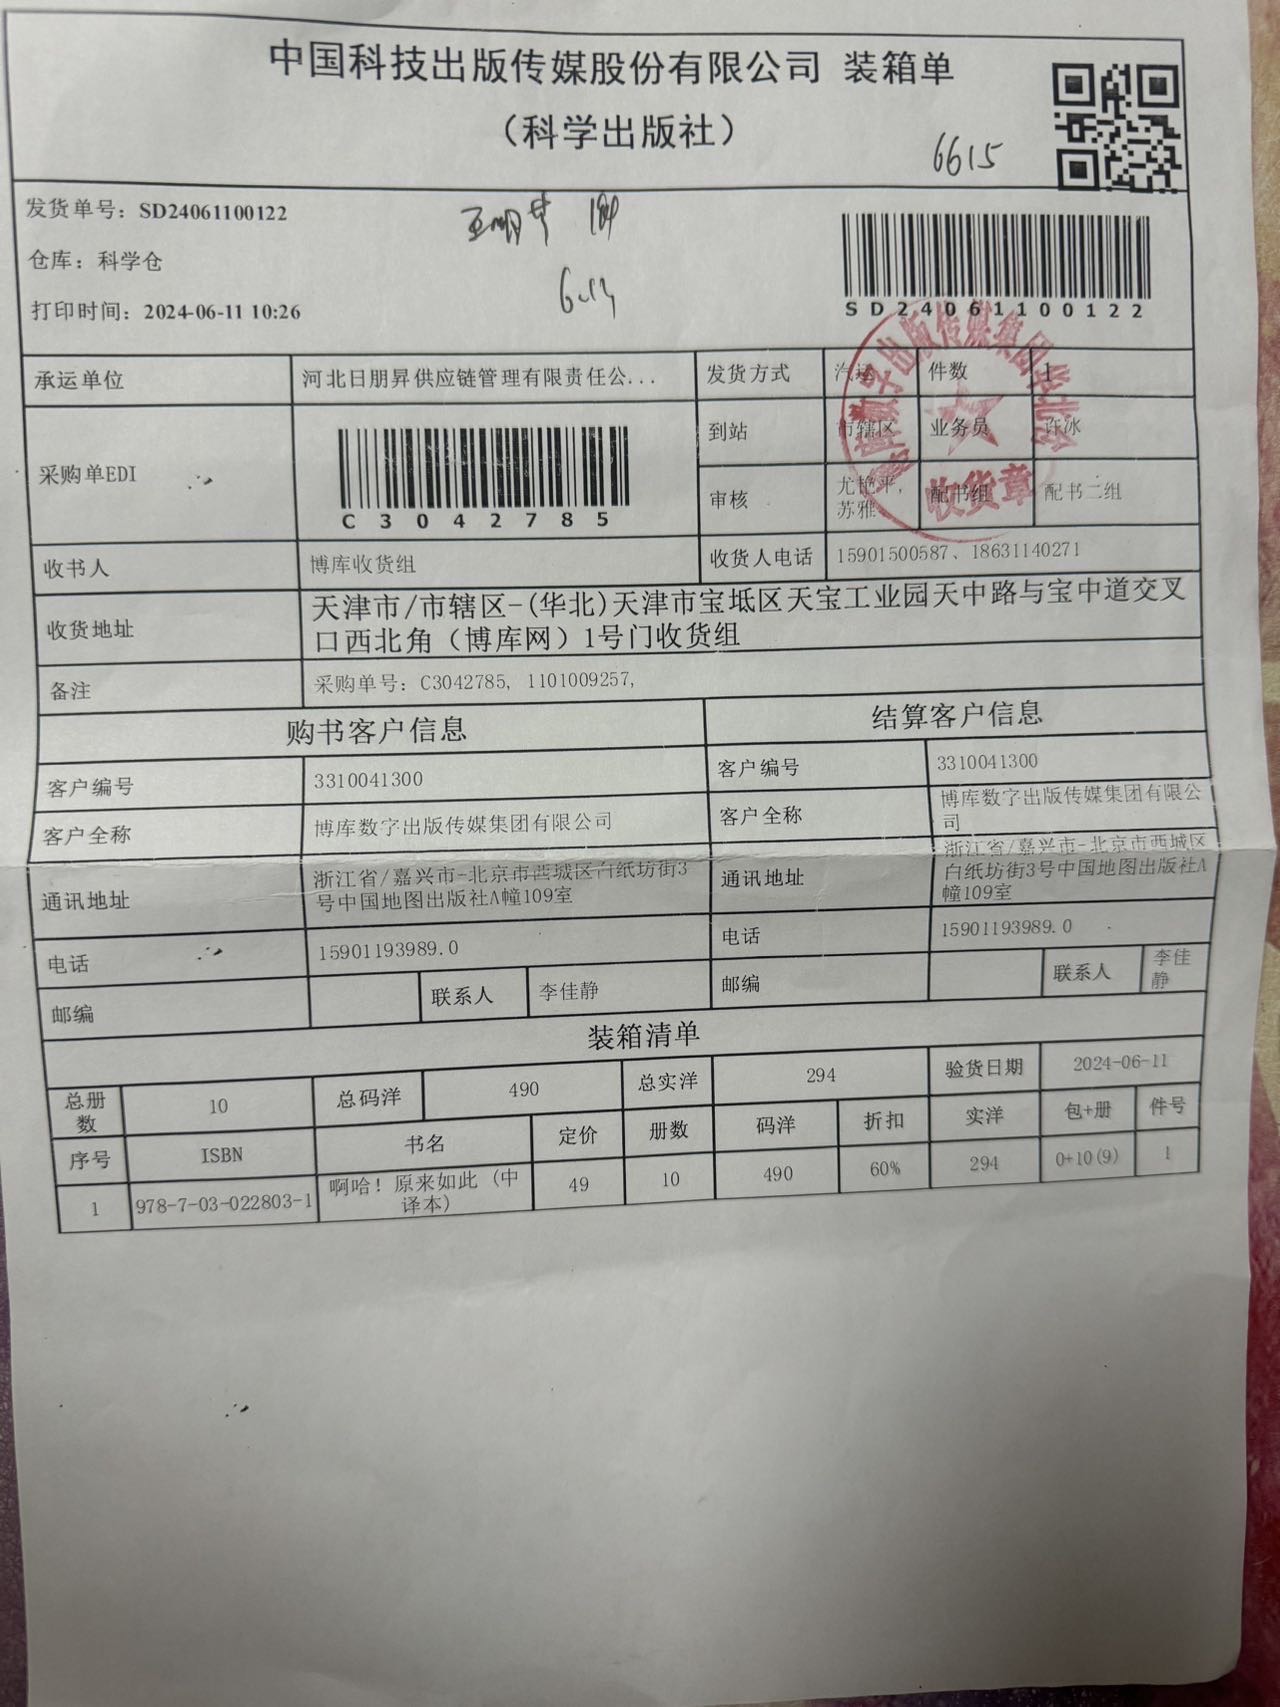 中国科技出版传媒股份有限公司 装箱单
（科学出版社）
6615
发货单号：SD24061100122
仓库：科学仓
打印时间：2024-06-11 10:26
SD24061100122
承运单位 河北日朋昇供应链管理有限责任公... 发货方式 汽运 件数 1
采购单EDI C3042785
到站 市辖区 业务员 许冰
审核 尤艳平, 苏雅 配书组 配书二组
收货章
收书人 博库收货组 收货人电话 15901500587、18631140271
收货地址 天津市/市辖区-(华北)天津市宝坻区天宝工业园天中路与宝中道交叉
口西北角（博库网）1号门收货组
备注 采购单号：C3042785, 1101009257,
购书客户信息 结算客户信息
客户编号 3310041300 客户编号 3310041300
客户全称 博库数字出版传媒集团有限公司 客户全称 博库数字出版传媒集团有限公
司
通讯地址 浙江省/嘉兴市-北京市西城区白纸坊街3
号中国地图出版社A幢109室
通讯地址 浙江省/嘉兴市-北京市西城区
白纸坊街3号中国地图出版社A
幢109室
电话 15901193989.0 电话 15901193989.0
邮编 联系人 李佳静 邮编 联系人 李佳
静
装箱清单
总册数 10 总码洋 490 总实洋 294 验货日期 2024-06-11
序号 ISBN 书名 定价 册数 码洋 折扣 实洋 包+册 件号
1 978-7-03-022803-1 啊哈！原来如此（中 49 10 490 60% 294 0+10(9) 1
译本）